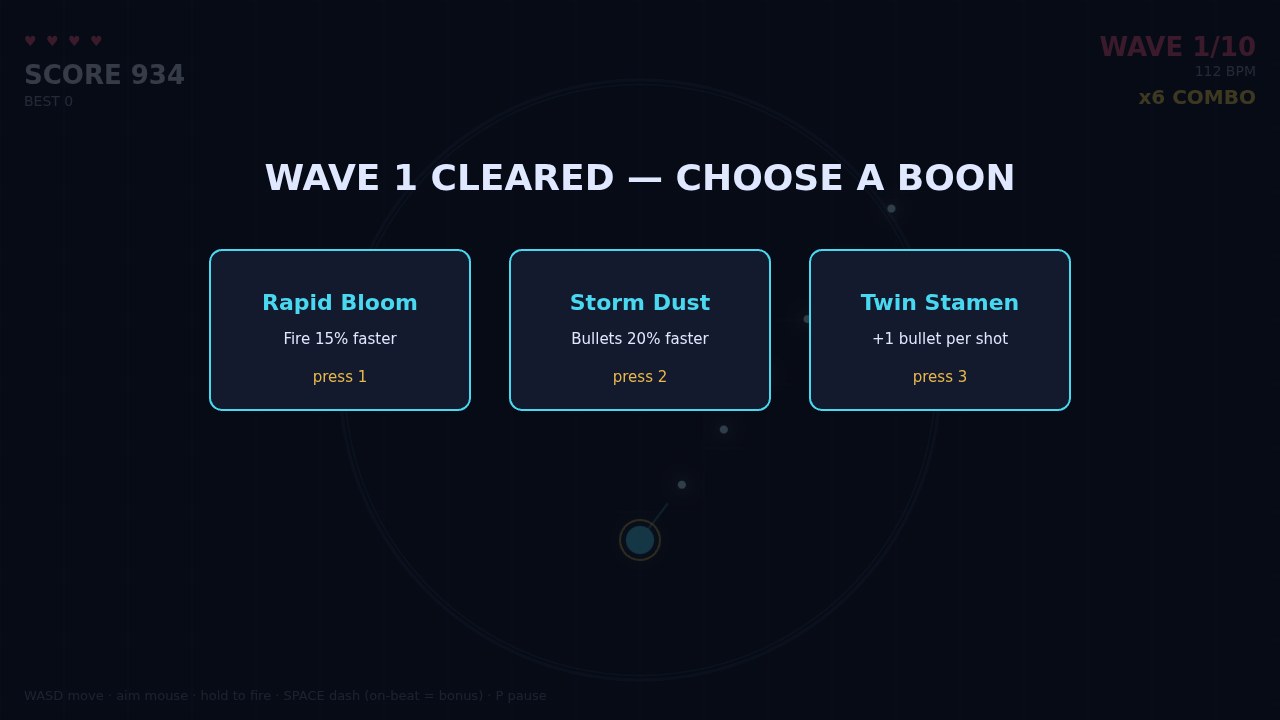 ♥ ♥ ♥ ♥
SCORE 934
BEST 0
WAVE 1/10
112 BPM
x6 COMBO
WAVE 1 CLEARED — CHOOSE A BOON
Rapid Bloom
Fire 15% faster
press 1
Storm Dust
Bullets 20% faster
press 2
Twin Stamen
+1 bullet per shot
press 3
WASD move · aim mouse · hold to fire · SPACE dash (on-beat = bonus) · P pause